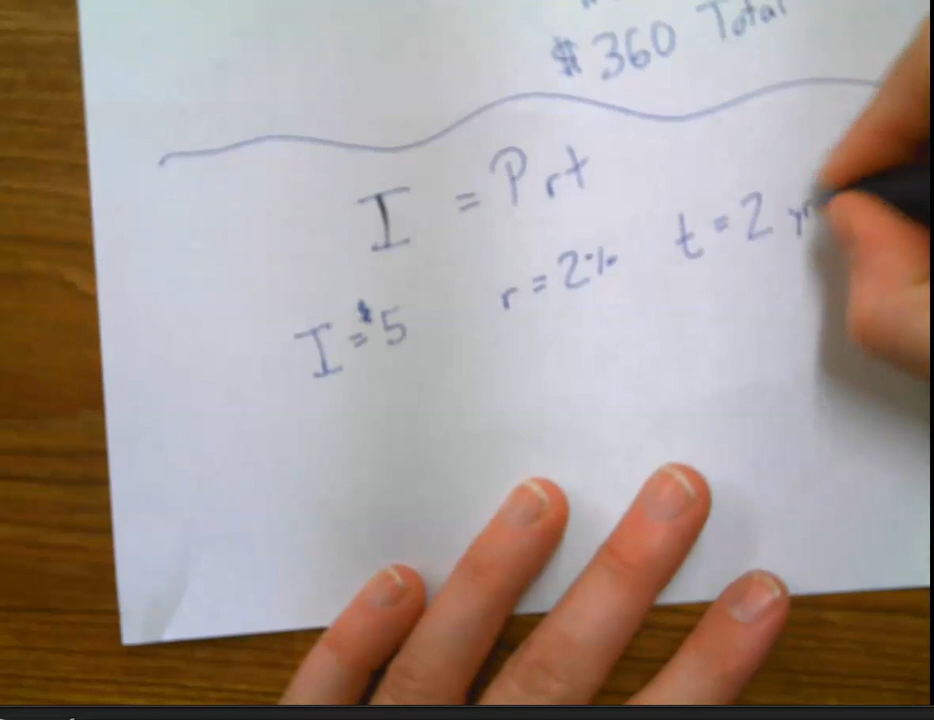 $360 Total
I = Prt
I = $5 r = 2% t = 2